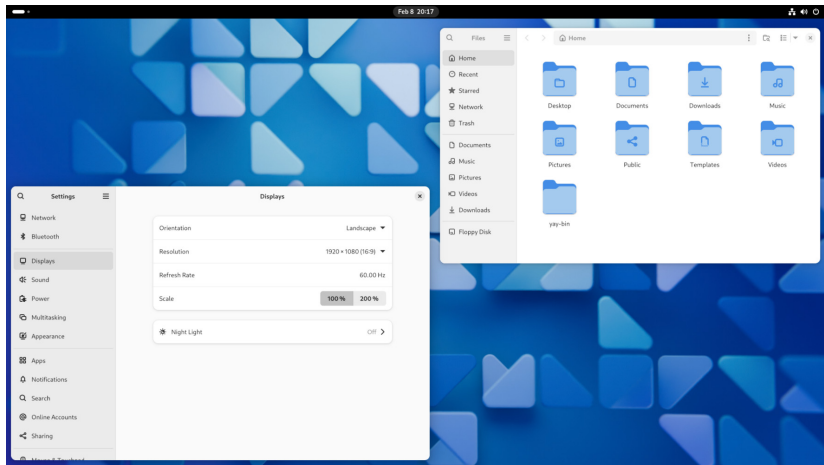 Feb 8 20:17
Files
Home
Home
Recent
Starred
Network
Trash
Documents
Music
Pictures
Videos
Downloads
Floppy Disk
Desktop
Documents
Downloads
Music
Pictures
Public
Templates
Videos
yay-bin
Settings
Displays
Network
Bluetooth
Displays
Sound
Power
Multitasking
Appearance
Apps
Notifications
Search
Online Accounts
Sharing
Mouse & Touchpad
Orientation
Landscape
Resolution
1920 × 1080 (16:9)
Refresh Rate
60.00 Hz
Scale
100 %
200 %
Night Light
Off